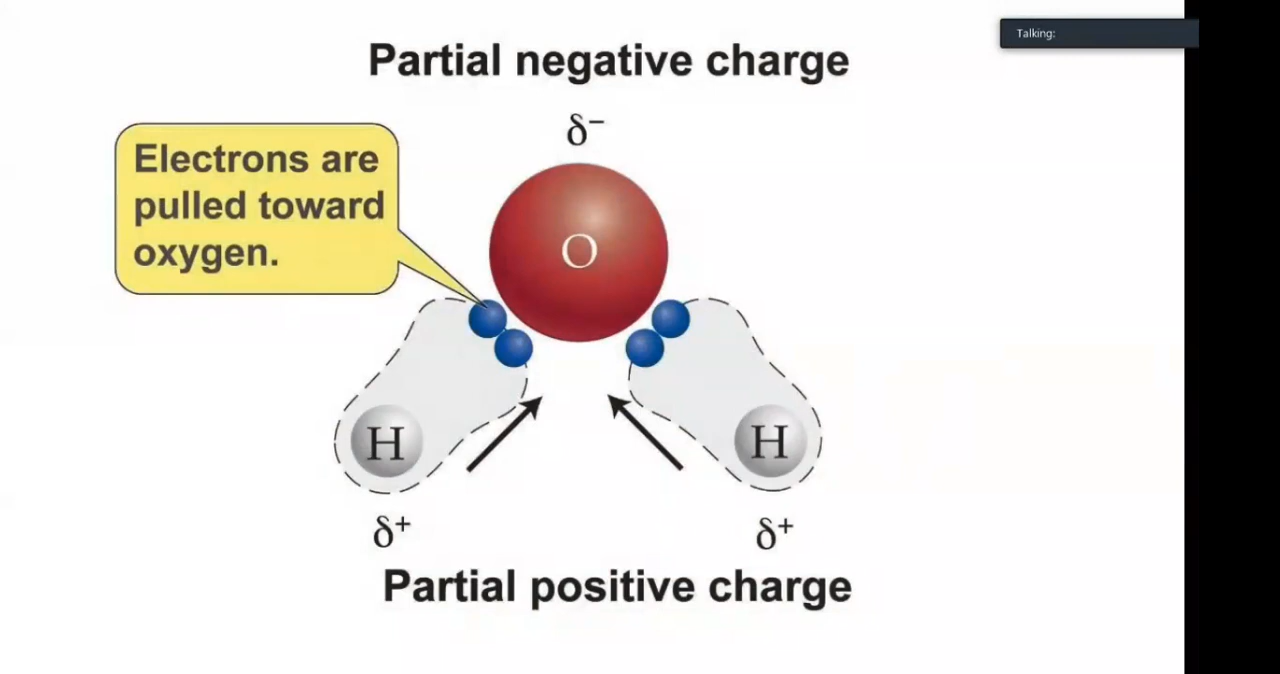 Talking:
Partial negative charge
δ−
Electrons are
pulled toward
oxygen.
O
H
H
δ+
δ+
Partial positive charge